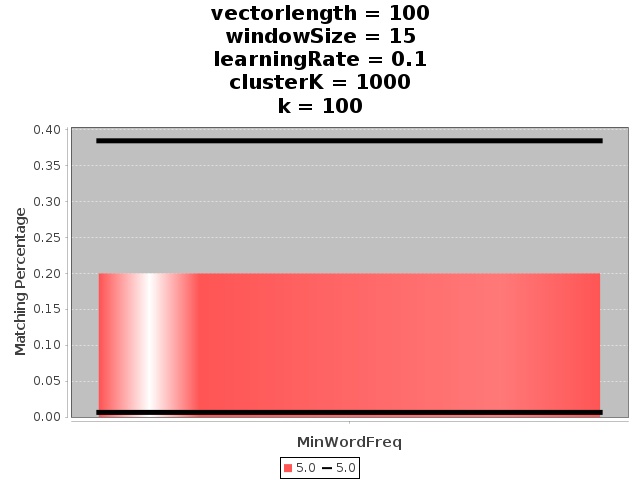 vectorlength = 100
windowSize = 15
learningRate = 0.1
clusterK = 1000
k = 100
0.40
0.35
0.30
0.25
0.20
0.15
0.10
0.05
0.00
Matching Percentage
MinWordFreq
5.0 5.0